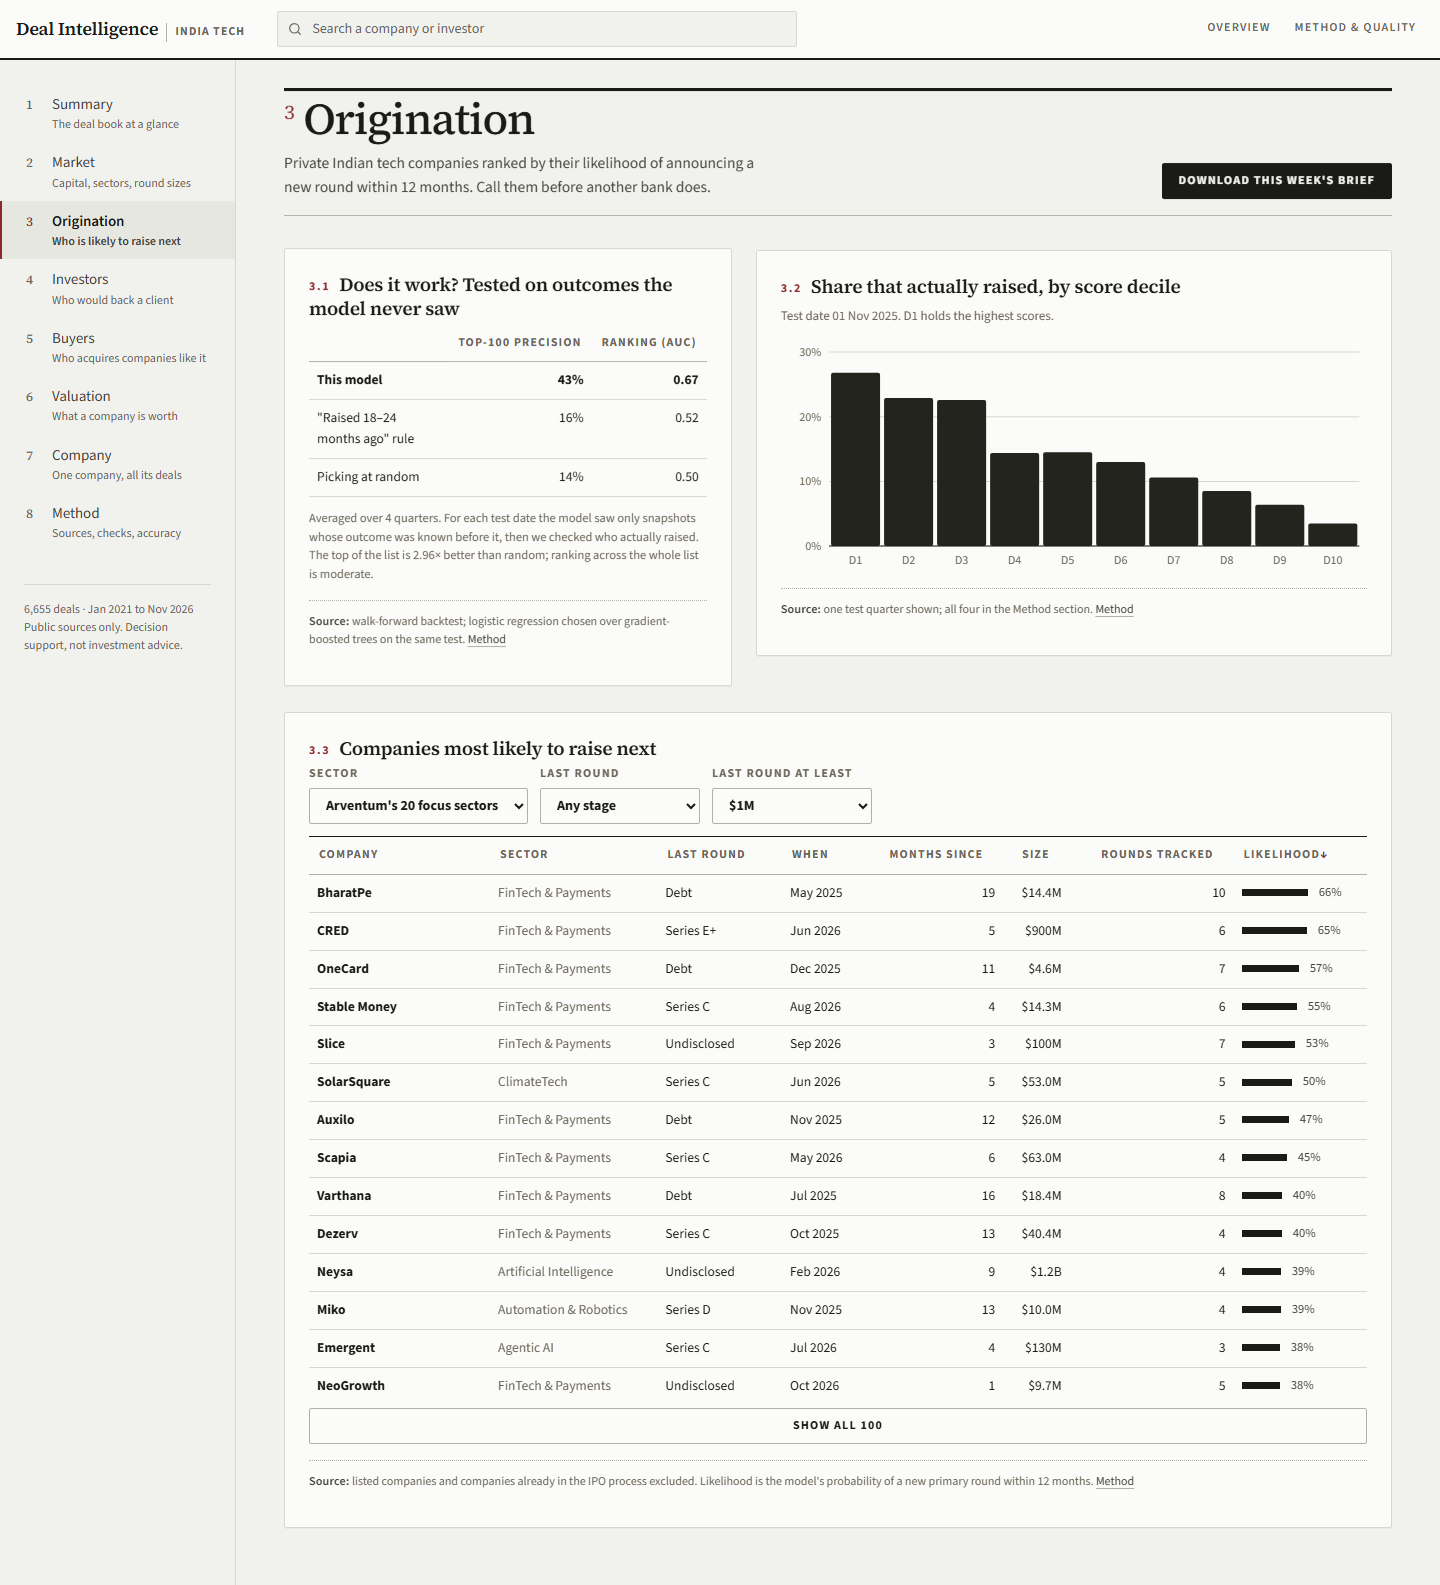 Deal Intelligence INDIA TECH
Search a company or investor
OVERVIEW METHOD & QUALITY
1 Summary
The deal book at a glance
2 Market
Capital, sectors, round sizes
3 Origination
Who is likely to raise next
4 Investors
Who would back a client
5 Buyers
Who acquires companies like it
6 Valuation
What a company is worth
7 Company
One company, all its deals
8 Method
Sources, checks, accuracy
6,655 deals · Jan 2021 to Nov 2026
Public sources only. Decision
support, not investment advice.
3 Origination
Private Indian tech companies ranked by their likelihood of announcing a
new round within 12 months. Call them before another bank does.
DOWNLOAD THIS WEEK'S BRIEF
3.1 Does it work? Tested on outcomes the
model never saw
TOP-100 PRECISION RANKING (AUC)
This model 43% 0.67
"Raised 18–24 16% 0.52
months ago" rule
Picking at random 14% 0.50
Averaged over 4 quarters. For each test date the model saw only snapshots
whose outcome was known before it, then we checked who actually raised.
The top of the list is 2.96× better than random; ranking across the whole list
is moderate.
Source: walk-forward backtest; logistic regression chosen over gradient-
boosted trees on the same test. Method
3.2 Share that actually raised, by score decile
Test date 01 Nov 2025. D1 holds the highest scores.
30%
20%
10%
0%
D1 D2 D3 D4 D5 D6 D7 D8 D9 D10
Source: one test quarter shown; all four in the Method section. Method
3.3 Companies most likely to raise next
SECTOR LAST ROUND LAST ROUND AT LEAST
Arventum's 20 focus sectors Any stage $1M
COMPANY SECTOR LAST ROUND WHEN MONTHS SINCE SIZE ROUNDS TRACKED LIKELIHOOD↓
BharatPe FinTech & Payments Debt May 2025 19 $14.4M 10 66%
CRED FinTech & Payments Series E+ Jun 2026 5 $900M 6 65%
OneCard FinTech & Payments Debt Dec 2025 11 $4.6M 7 57%
Stable Money FinTech & Payments Series C Aug 2026 4 $14.3M 6 55%
Slice FinTech & Payments Undisclosed Sep 2026 3 $100M 7 53%
SolarSquare ClimateTech Series C Jun 2026 5 $53.0M 5 50%
Auxilo FinTech & Payments Debt Nov 2025 12 $26.0M 5 47%
Scapia FinTech & Payments Series C May 2026 6 $63.0M 4 45%
Varthana FinTech & Payments Debt Jul 2025 16 $18.4M 8 40%
Dezerv FinTech & Payments Series C Oct 2025 13 $40.4M 4 40%
Neysa Artificial Intelligence Undisclosed Feb 2026 9 $1.2B 4 39%
Miko Automation & Robotics Series D Nov 2025 13 $10.0M 4 39%
Emergent Agentic AI Series C Jul 2026 4 $130M 3 38%
NeoGrowth FinTech & Payments Undisclosed Oct 2026 1 $9.7M 5 38%
SHOW ALL 100
Source: listed companies and companies already in the IPO process excluded. Likelihood is the model's probability of a new primary round within 12 months. Method